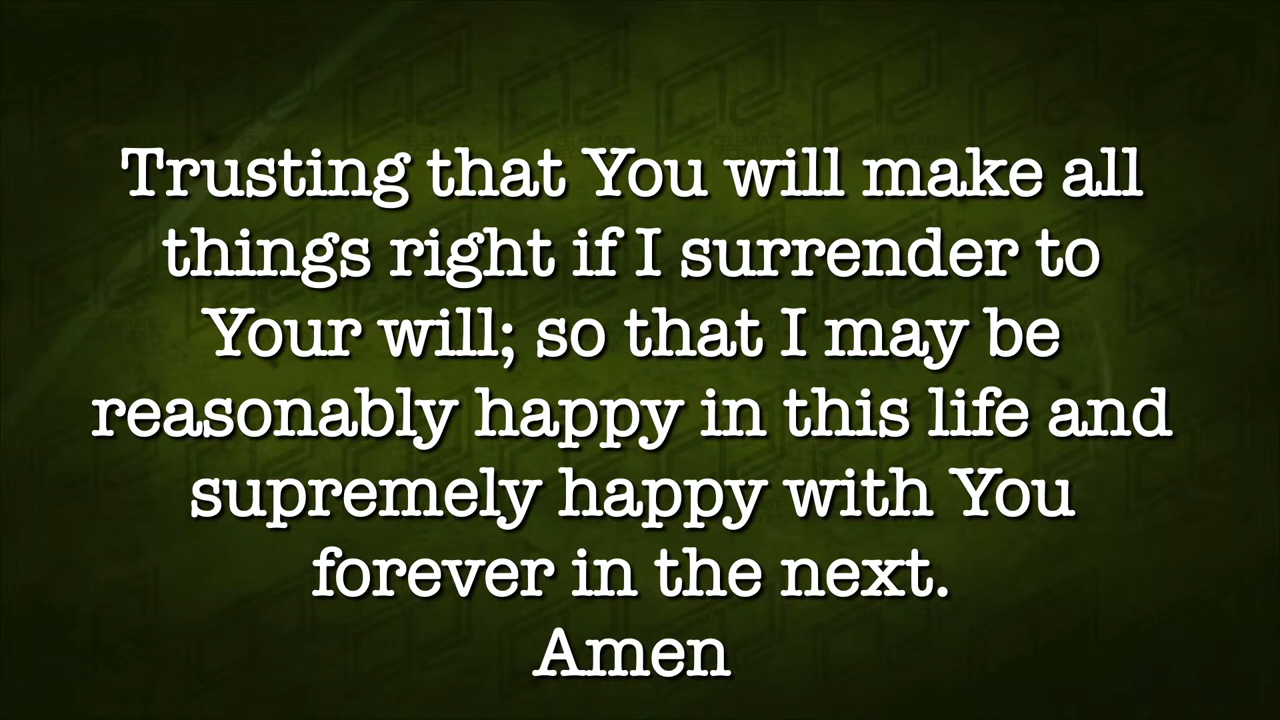 Trusting that You will make all
things right if I surrender to
Your will; so that I may be
reasonably happy in this life and
supremely happy with You
forever in the next.
Amen